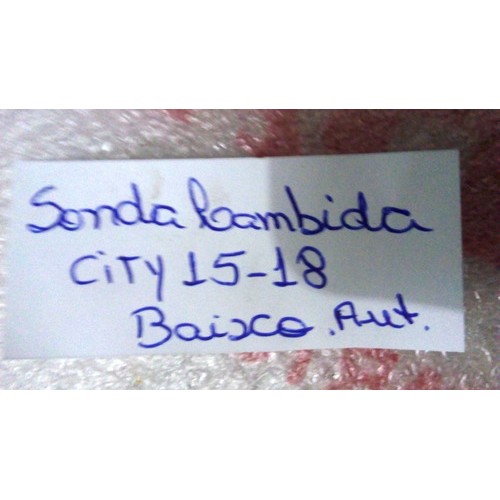 Sonda Lambida
City 15-18
Baixo. Aut.